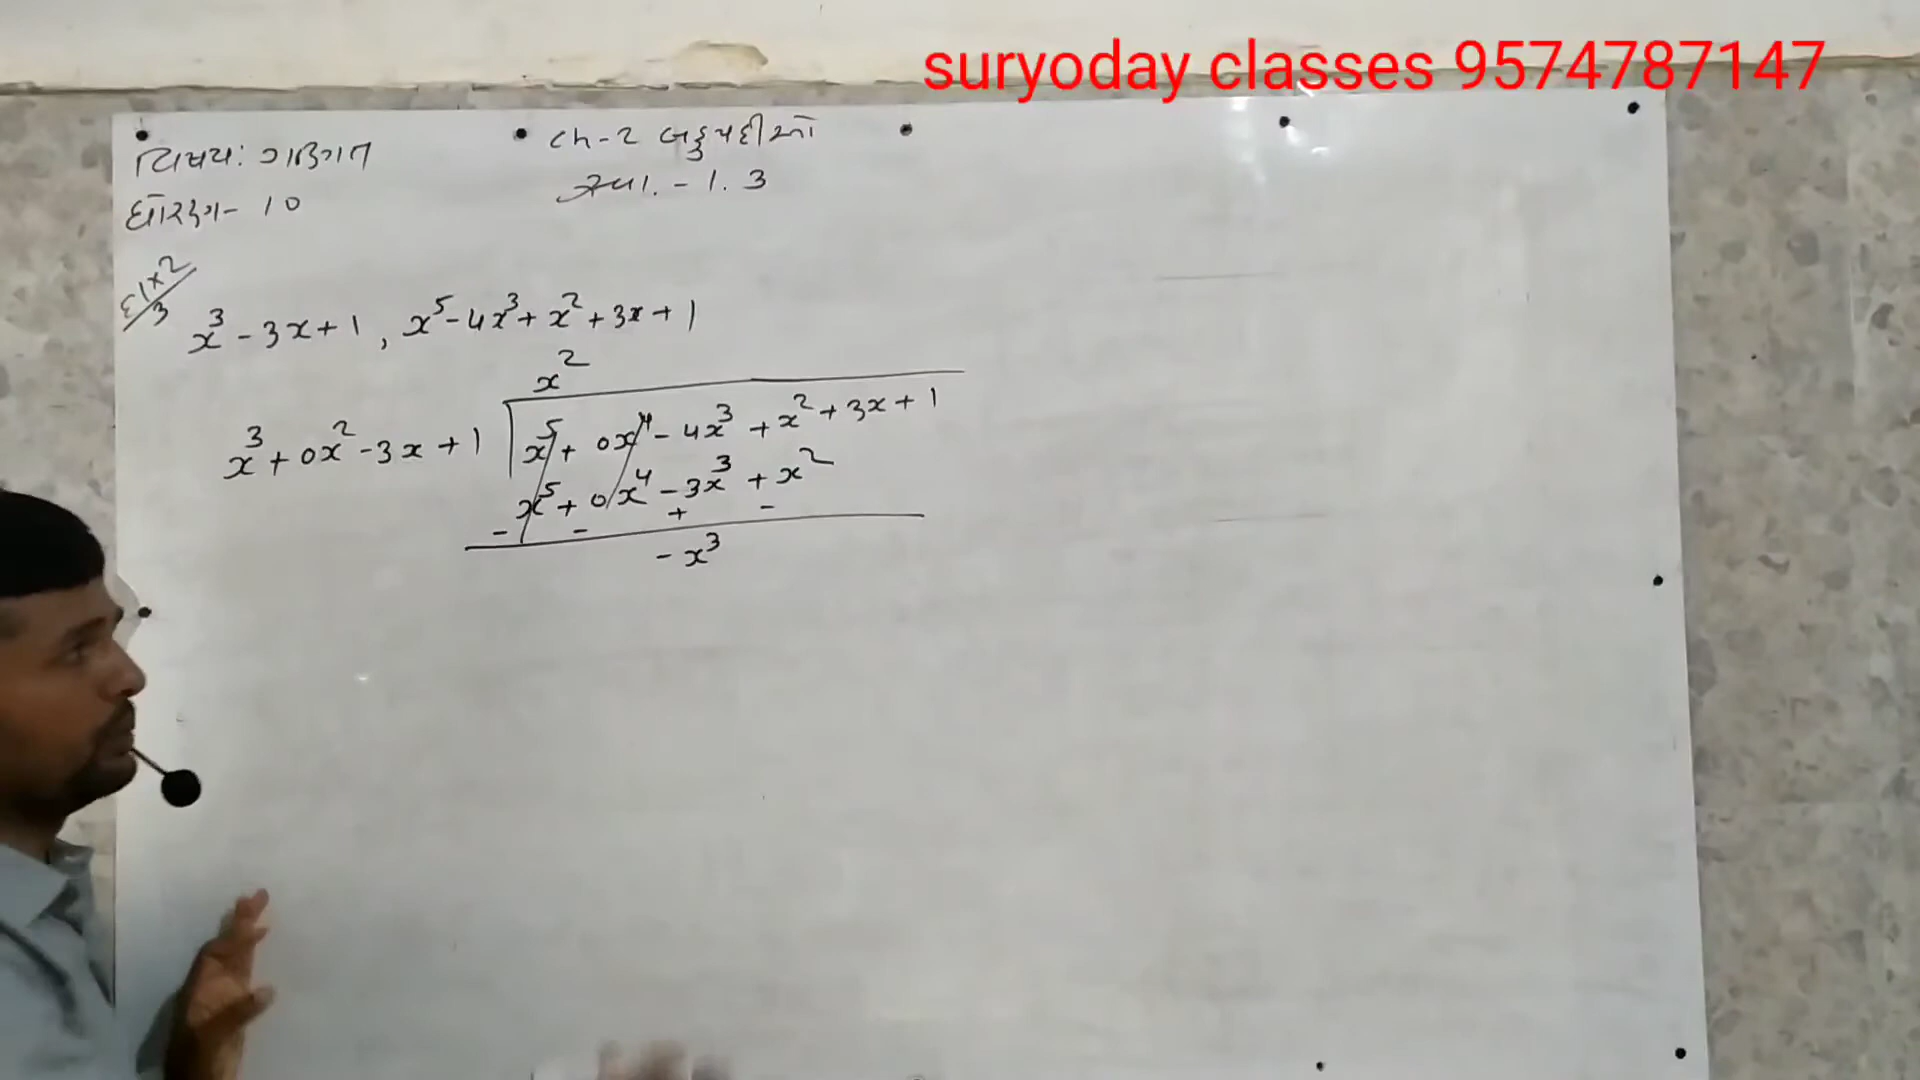 suryoday classes 9574787147
વિષય: ગણિત
ધોરણ - 10
Ch-2 બહુપદીઓ
સ્વા. - 1.3
દા×2/3
x³ - 3x + 1 , x⁵ - 4x³ + x² + 3x + 1
x²
x³ + 0x² - 3x + 1
x⁵ + 0x⁴ - 4x³ + x² + 3x + 1
x⁵ + 0x⁴ - 3x³ + x²
- - + -
- x³